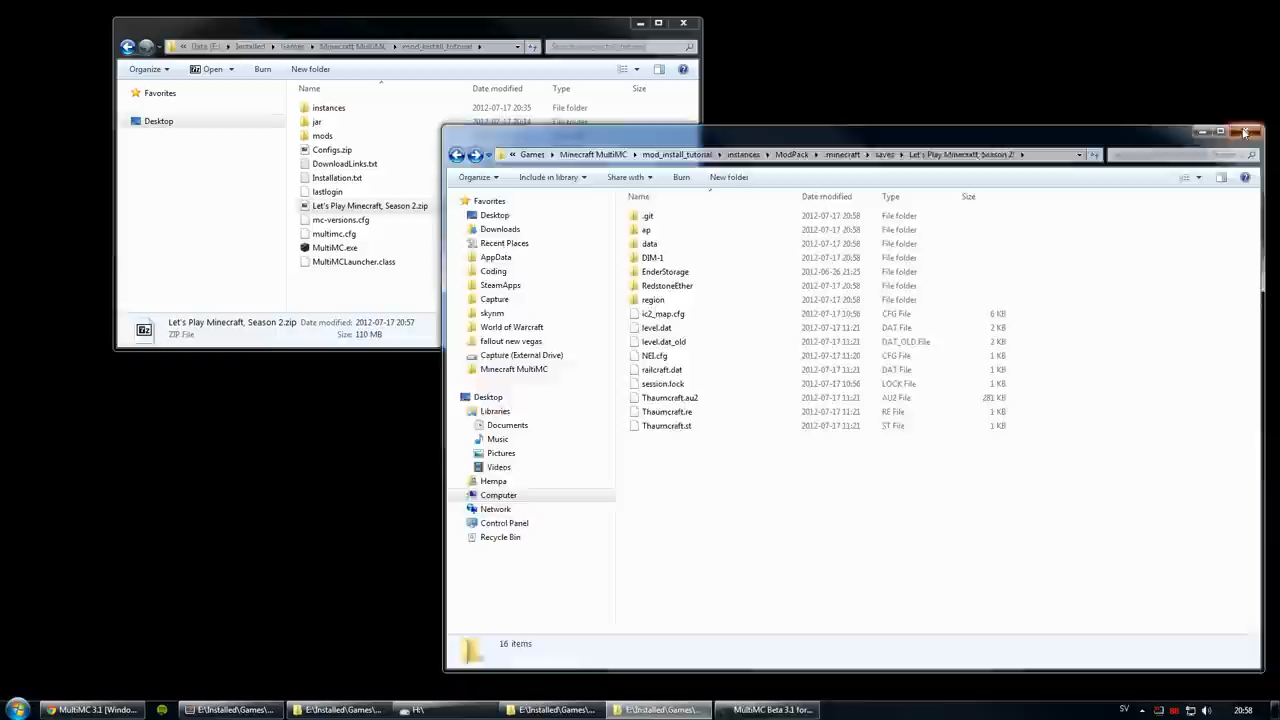 Data (E:) Installed Games Minecraft MultiMC mod_install_tutorial
Organize Open Burn New folder
Name Date modified Type Size
Favorites
Desktop
instances 2012-07-17 20:35 File folder
jar
mods
Configs.zip
DownloadLinks.txt
Installation.txt
lastlogin
Let's Play Minecraft, Season 2.zip
mc-versions.cfg
multimc.cfg
MultiMC.exe
MultiMCLauncher.class
Let's Play Minecraft, Season 2.zip Date modified: 2012-07-17 20:57
ZIP File Size: 110 MB
« Games Minecraft MultiMC mod_install_tutorial instances ModPack .minecraft saves Let's Play Minecraft, Season 2!
Organize Include in library Share with Burn New folder
Name Date modified Type Size
Favorites
Desktop
Downloads
Recent Places
AppData
Coding
SteamApps
Capture
skyrim
World of Warcraft
fallout new vegas
Capture (External Drive)
Minecraft MultiMC
Desktop
Libraries
Documents
Music
Pictures
Videos
Hempa
Computer
Network
Control Panel
Recycle Bin
.git 2012-07-17 20:58 File folder
ap 2012-07-17 20:58 File folder
data 2012-07-17 20:58 File folder
DIM-1 2012-07-17 20:58 File folder
EnderStorage 2012-06-26 21:25 File folder
RedstoneEther 2012-07-17 20:58 File folder
region 2012-07-17 20:58 File folder
ic2_map.cfg 2012-07-17 10:56 CFG File 6 KB
level.dat 2012-07-17 11:21 DAT File 2 KB
level.dat_old 2012-07-17 11:21 DAT_OLD File 2 KB
NEI.cfg 2012-07-17 11:20 CFG File 1 KB
railcraft.dat 2012-07-17 11:21 DAT File 1 KB
session.lock 2012-07-17 10:56 LOCK File 1 KB
Thaumcraft.au2 2012-07-17 11:21 AU2 File 281 KB
Thaumcraft.re 2012-07-17 11:21 RE File 1 KB
Thaumcraft.st 2012-07-17 11:21 ST File 1 KB
16 items
MultiMC 3.1 [Windo... E:\Installed\Games\... E:\Installed\Games\... H:\ E:\Installed\Games\... E:\Installed\Games\... MultiMC Beta 3.1 for... SV 20:58